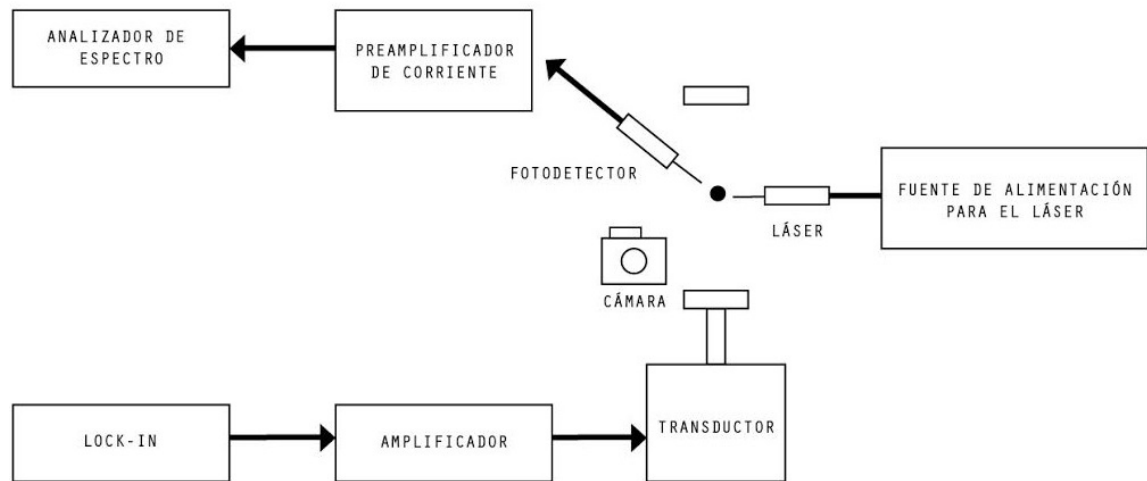 ANALIZADOR DE
ESPECTRO
PREAMPLIFICADOR
DE CORRIENTE
FOTODETECTOR
FUENTE DE ALIMENTACIÓN
PARA EL LÁSER
LÁSER
CÁMARA
LOCK-IN
AMPLIFICADOR
TRANSDUCTOR